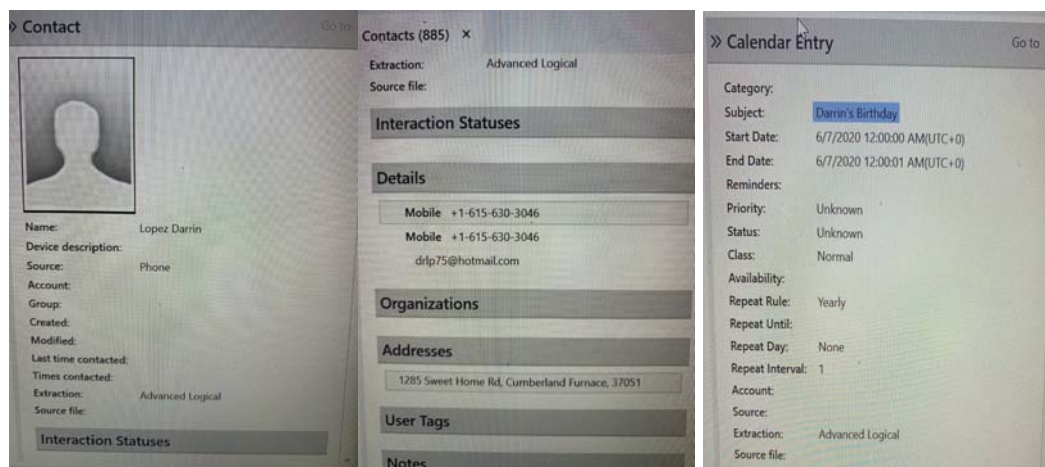 » Contact
Go to
Name: Lopez Darrin
Device description:
Source: Phone
Account:
Group:
Created:
Modified:
Last time contacted:
Times contacted:
Extraction: Advanced Logical
Source file:
Interaction Statuses
Contacts (885) ×
Extraction: Advanced Logical
Source file:
Interaction Statuses
Details
Mobile +1-615-630-3046
Mobile +1-615-630-3046
drlp75@hotmail.com
Organizations
Addresses
1285 Sweet Home Rd, Cumberland Furnace, 37051
User Tags
Notes
» Calendar Entry
Go to
Category:
Subject: Darrin's Birthday
Start Date: 6/7/2020 12:00:00 AM(UTC+0)
End Date: 6/7/2020 12:00:01 AM(UTC+0)
Reminders:
Priority: Unknown
Status: Unknown
Class: Normal
Availability:
Repeat Rule: Yearly
Repeat Until:
Repeat Day: None
Repeat Interval: 1
Account:
Source:
Extraction: Advanced Logical
Source file: